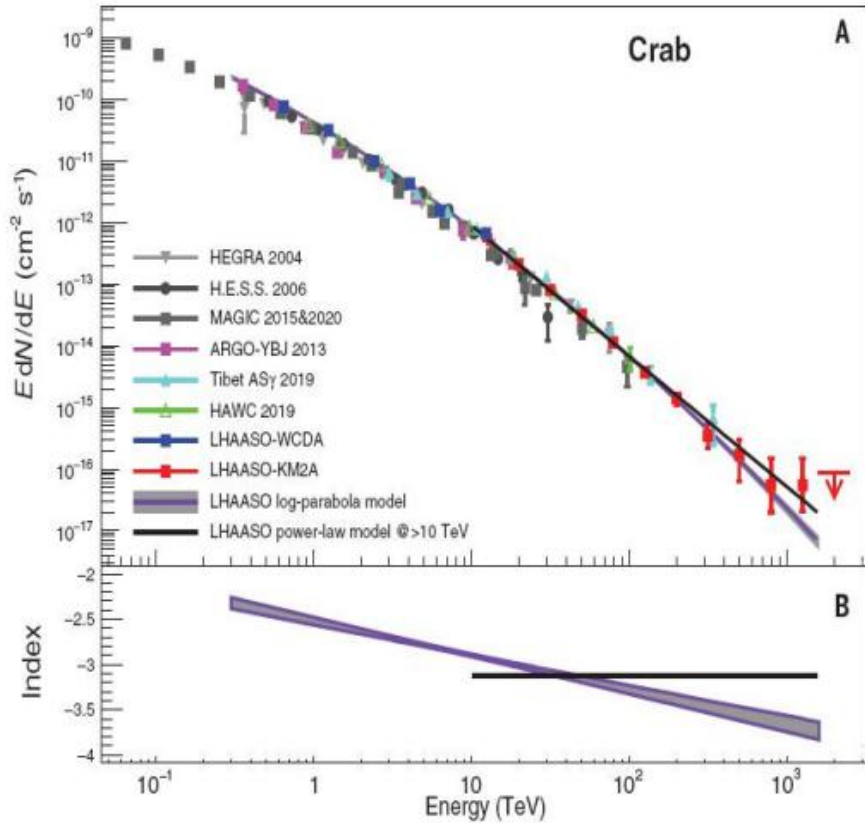 A
Crab
10⁻⁹
10⁻¹⁰
10⁻¹¹
10⁻¹²
10⁻¹³
10⁻¹⁴
10⁻¹⁵
10⁻¹⁶
10⁻¹⁷
E dN/dE (cm⁻² s⁻¹)
HEGRA 2004
H.E.S.S. 2006
MAGIC 2015&2020
ARGO-YBJ 2013
Tibet ASγ 2019
HAWC 2019
LHAASO-WCDA
LHAASO-KM2A
LHAASO log-parabola model
LHAASO power-law model @>10 TeV
B
−2
−2.5
−3
−3.5
−4
Index
10⁻¹ 1 10 10² 10³
Energy (TeV)